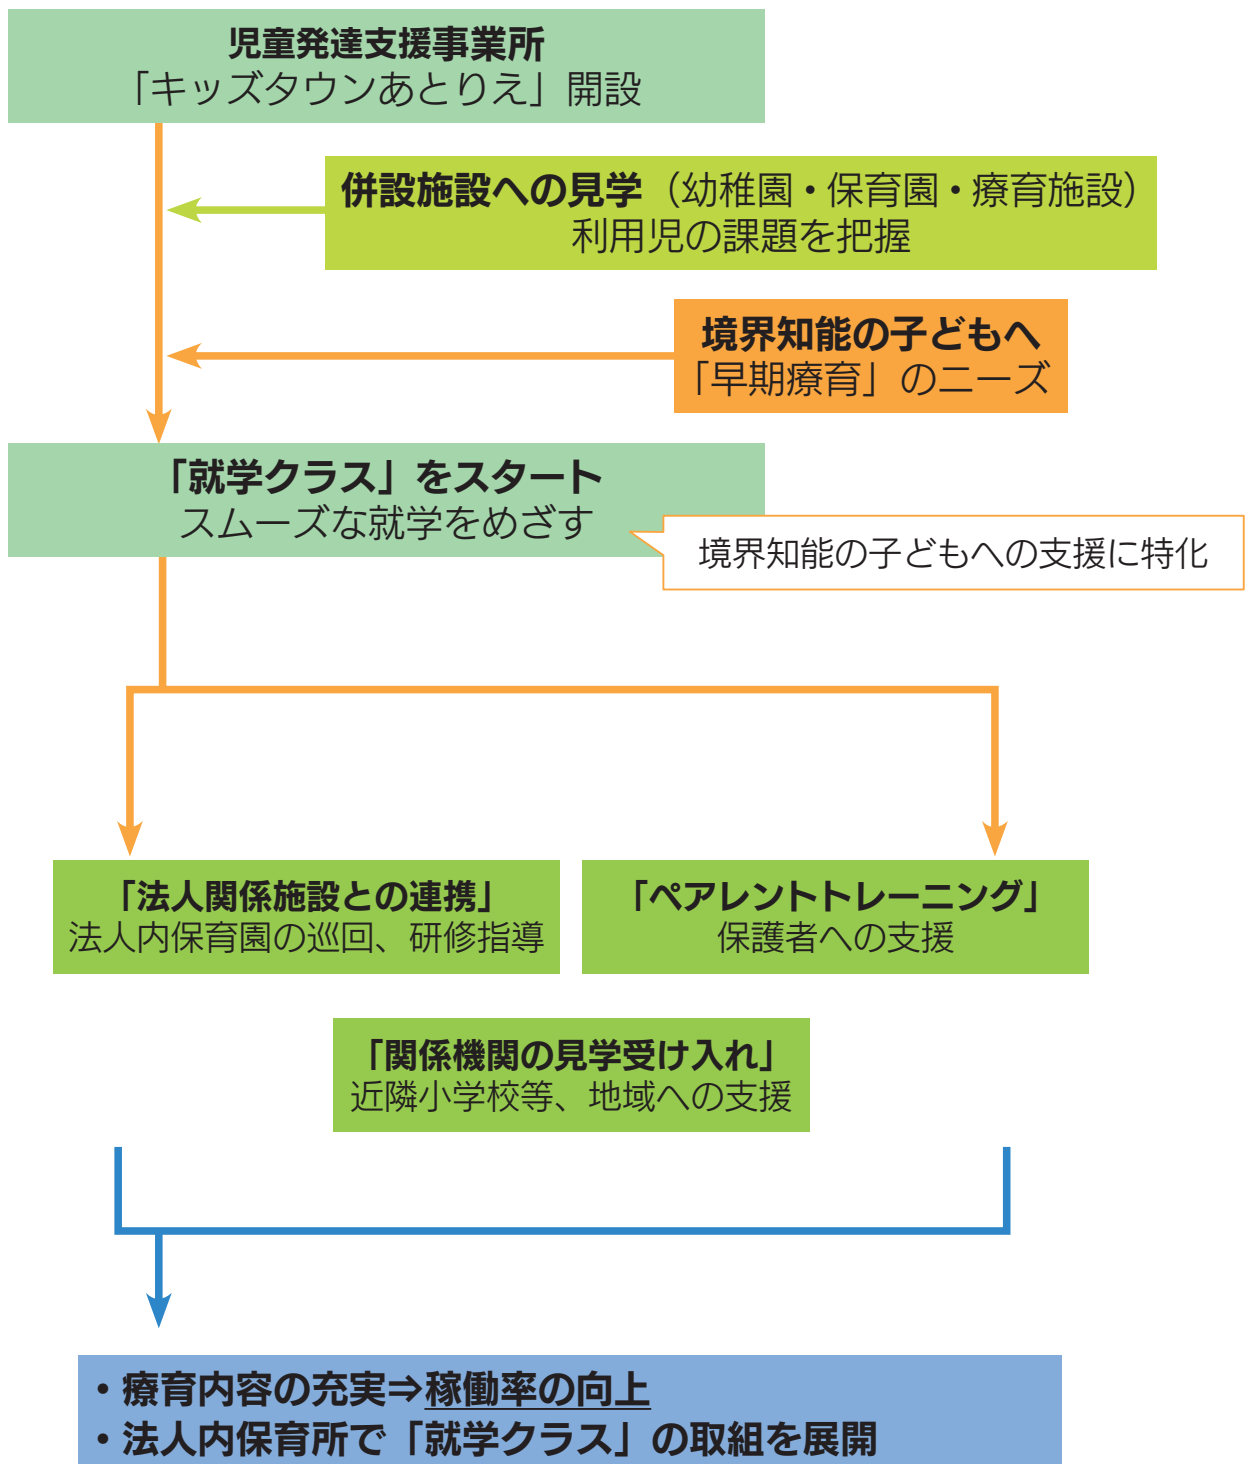 児童発達支援事業所
「キッズタウンあとりえ」開設
併設施設への見学（幼稚園・保育園・療育施設）
利用児の課題を把握
境界知能の子どもへ
「早期療育」のニーズ
「就学クラス」をスタート
スムーズな就学をめざす
境界知能の子どもへの支援に特化
「法人関係施設との連携」
法人内保育園の巡回、研修指導
「ペアレントトレーニング」
保護者への支援
「関係機関の見学受け入れ」
近隣小学校等、地域への支援
・療育内容の充実⇒稼働率の向上
・法人内保育所で「就学クラス」の取組を展開